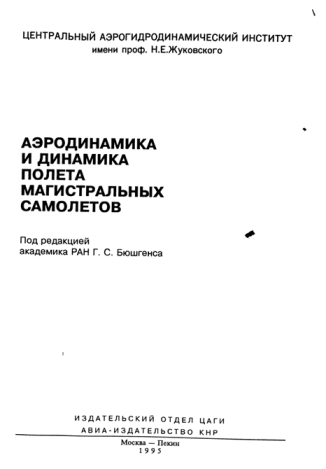 ЦЕНТРАЛЬНЫЙ АЭРОГИДРОДИНАМИЧЕСКИЙ ИНСТИТУТ
имени проф. Н.Е.Жуковского
АЭРОДИНАМИКА
И ДИНАМИКА
ПОЛЕТА
МАГИСТРАЛЬНЫХ
САМОЛЕТОВ
Под редакцией
академика РАН Г. С. Бюшгенса
ИЗДАТЕЛЬСКИЙ ОТДЕЛ ЦАГИ
АВИА-ИЗДАТЕЛЬСТВО КНР
Москва — Пекин
1995